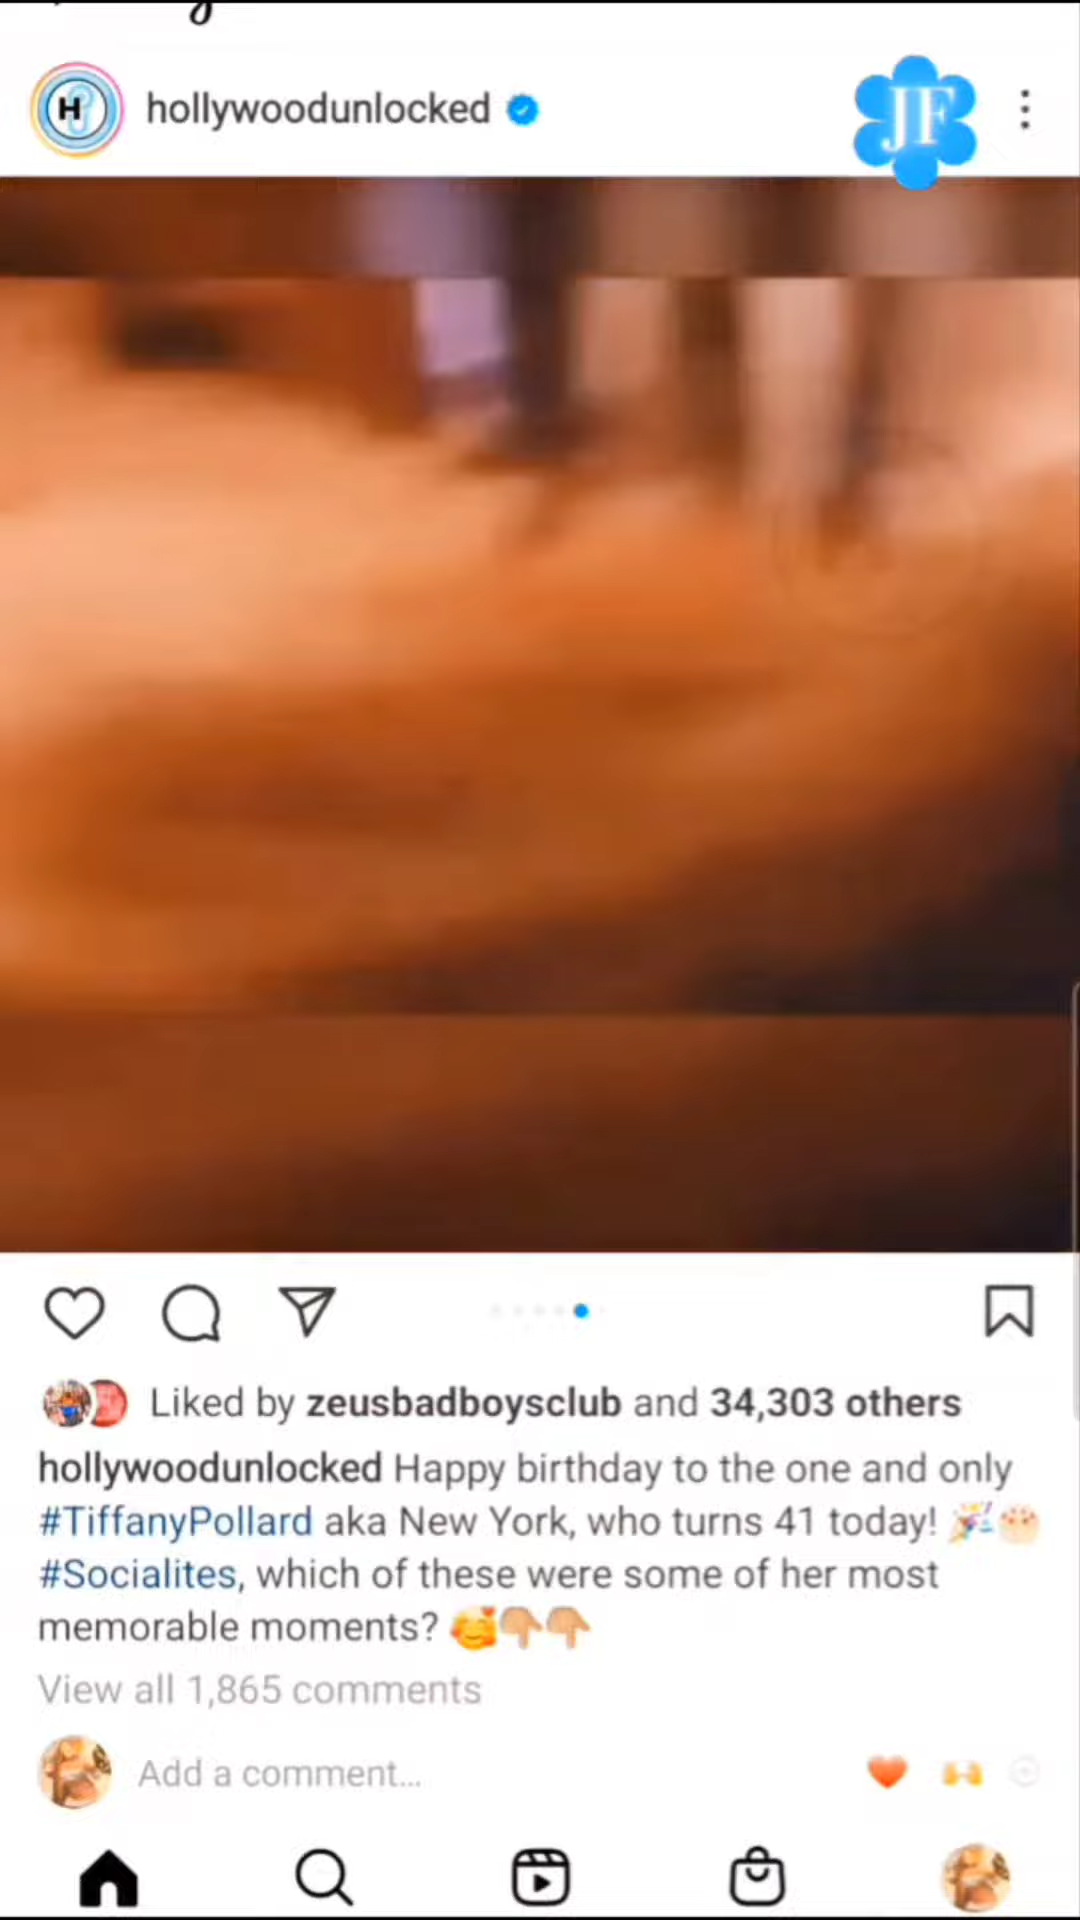 H
hollywoodunlocked
JF
Liked by zeusbadboysclub and 34,303 others
hollywoodunlocked Happy birthday to the one and only
#TiffanyPollard aka New York, who turns 41 today! 🎉🎂
#Socialites, which of these were some of her most
memorable moments? 🥰👇🏼👇🏼
View all 1,865 comments
Add a comment...